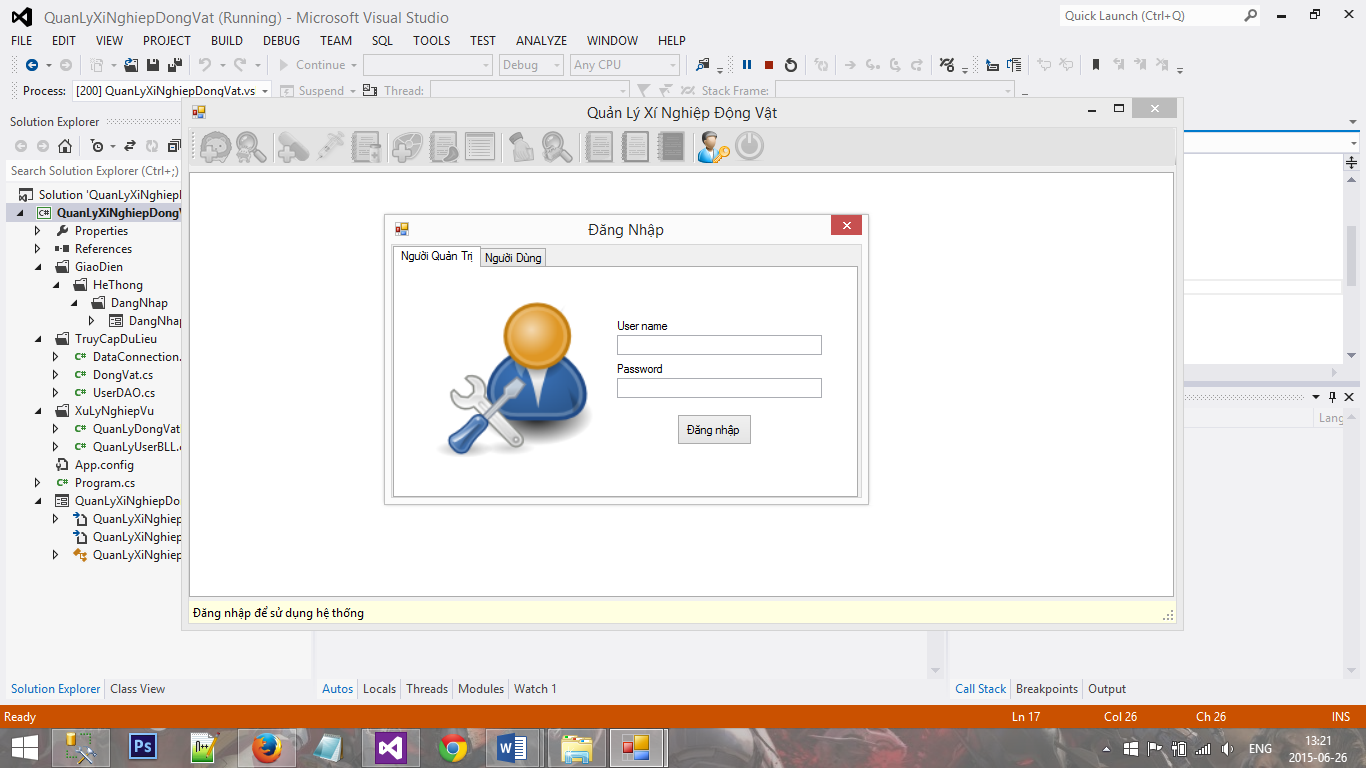 QuanLyXiNghiepDongVat (Running) - Microsoft Visual Studio
Quick Launch (Ctrl+Q)
FILE EDIT VIEW PROJECT BUILD DEBUG TEAM SQL TOOLS TEST ANALYZE WINDOW HELP
Continue Debug Any CPU
Process: [200] QuanLyXiNghiepDongVat.vs Suspend Thread: Stack Frame:
Solution Explorer
Search Solution Explorer (Ctrl+;)
Solution 'QuanLyXiNghiepD
QuanLyXiNghiepDongV
Properties
References
GiaoDien
HeThong
DangNhap
DangNhap
TruyCapDuLieu
DataConnection.
DongVat.cs
UserDAO.cs
XuLyNghiepVu
QuanLyDongVat
QuanLyUserBLL.c
App.config
Program.cs
QuanLyXiNghiepDo
QuanLyXiNghiep
QuanLyXiNghiep
QuanLyXiNghiep
Quản Lý Xí Nghiệp Động Vật
Đăng Nhập
Người Quản Trị Người Dùng
User name
Password
Đăng nhập
Đăng nhập để sử dụng hệ thống
Lang
Solution Explorer Class View
Autos Locals Threads Modules Watch 1
Call Stack Breakpoints Output
Ready Ln 17 Col 26 Ch 26 INS
Ps
n++
ENG
13:21
2015-06-26